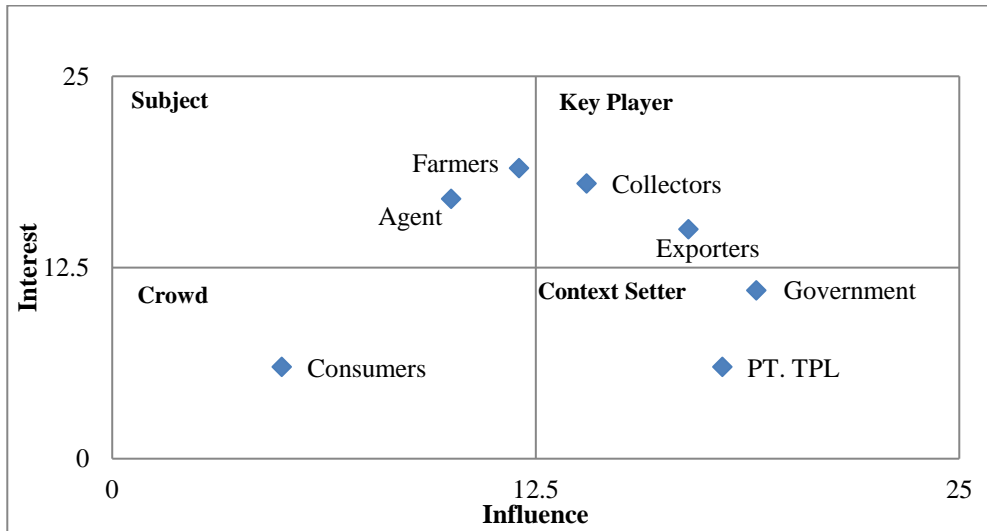 25
Subject
Key Player
Farmers
Collectors
Agent
Exporters
Interest
12.5
Crowd
Context Setter
Government
Consumers
PT. TPL
0
0
12.5
25
Influence